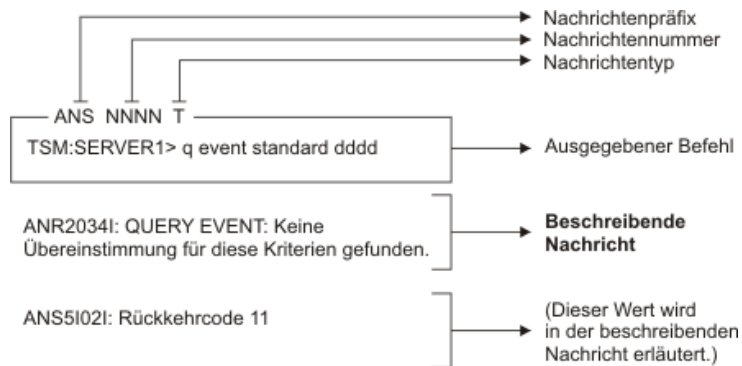 Nachrichtenpräfix
Nachrichtennummer
Nachrichtentyp
ANS NNNN T
TSM:SERVER1> q event standard dddd
Ausgegebener Befehl
ANR2034I: QUERY EVENT: Keine
Übereinstimmung für diese Kriterien gefunden.
Beschreibende
Nachricht
ANS5I02I: Rückkehrcode 11
(Dieser Wert wird
in der beschreibenden
Nachricht erläutert.)